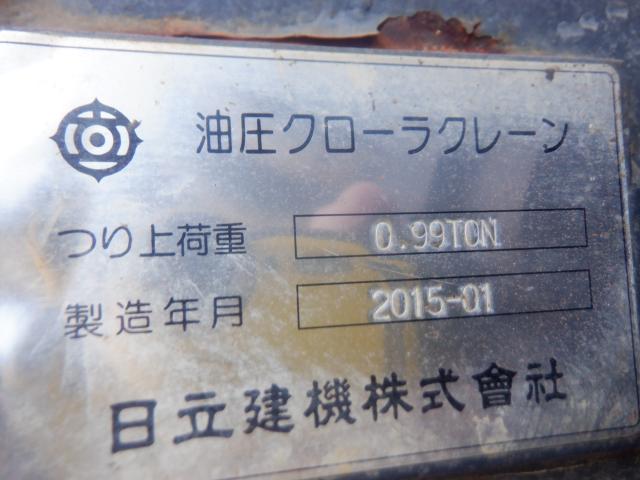 油圧クローラクレーン
つり上荷重 0.99TON
製造年月 2015-01
日立建機株式會社